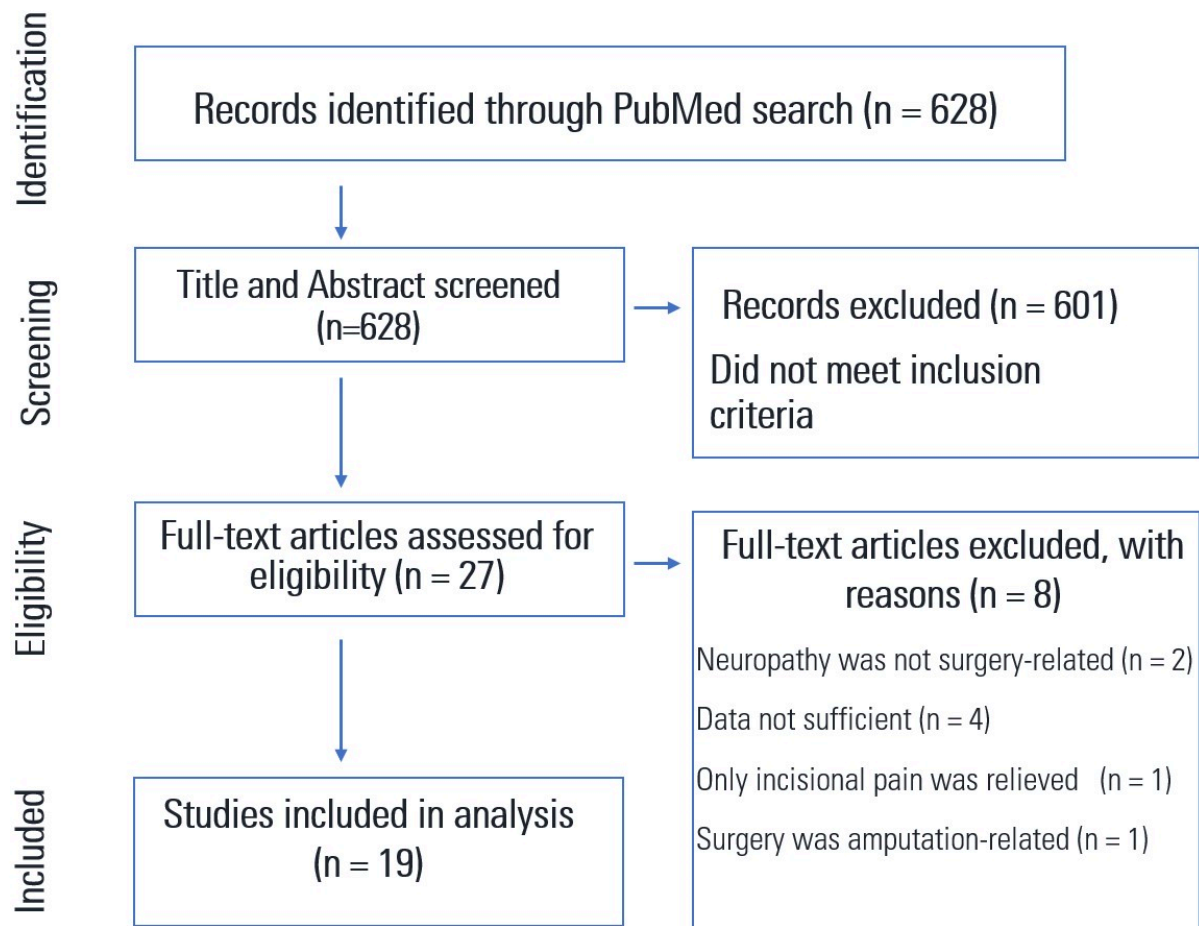 Identification
Records identified through PubMed search (n = 628)
Screening
Title and Abstract screened
(n=628)
Records excluded (n = 601)
Did not meet inclusion
criteria
Eligibility
Full-text articles assessed for
eligibility (n = 27)
Full-text articles excluded, with
reasons (n = 8)
Neuropathy was not surgery-related (n = 2)
Data not sufficient (n = 4)
Only incisional pain was relieved (n = 1)
Surgery was amputation-related (n = 1)
Included
Studies included in analysis
(n = 19)